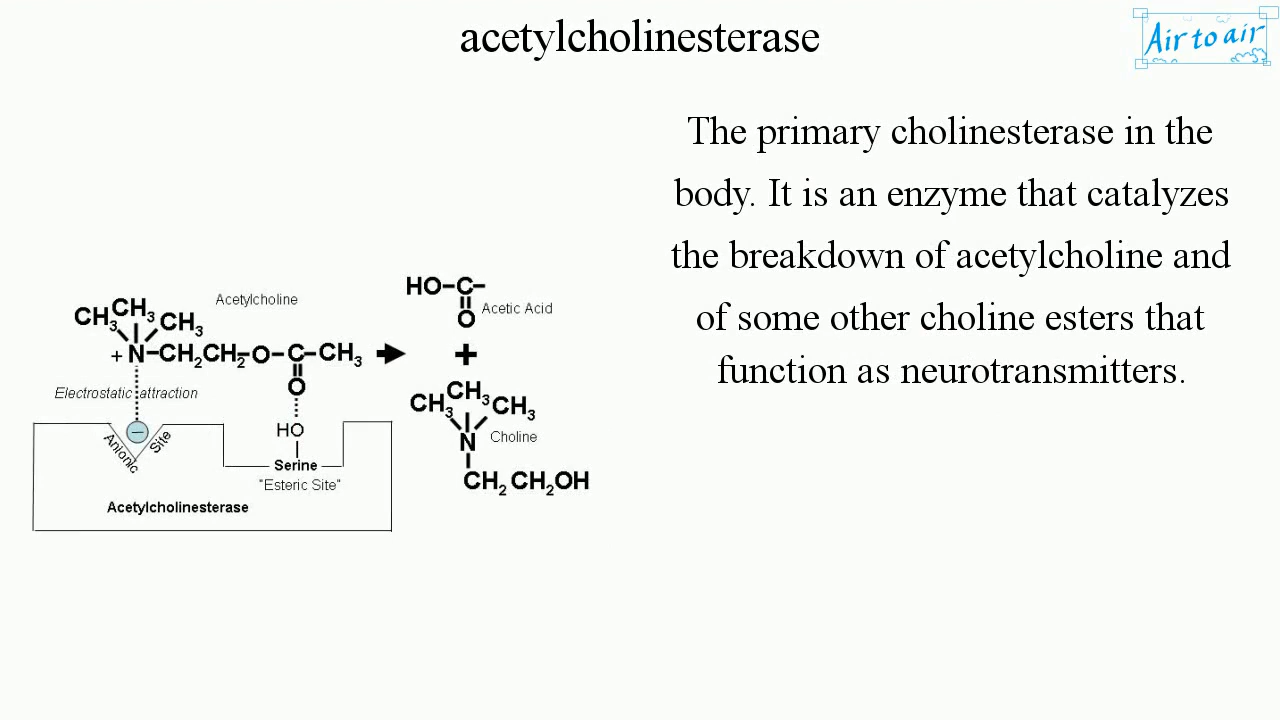 acetylcholinesterase
Air to air
The primary cholinesterase in the
body. It is an enzyme that catalyzes
the breakdown of acetylcholine and
of some other choline esters that
function as neurotransmitters.
Acetylcholine
CH₃ CH₃ CH₃
+ N–CH₂CH₂–O–C–CH₃
O
Electrostatic attraction
−
Anionic Site
HO
Serine
"Esteric Site"
Acetylcholinesterase
HO–C–
O
Acetic Acid
+
CH₃ CH₃ CH₃
N
Choline
CH₂CH₂OH